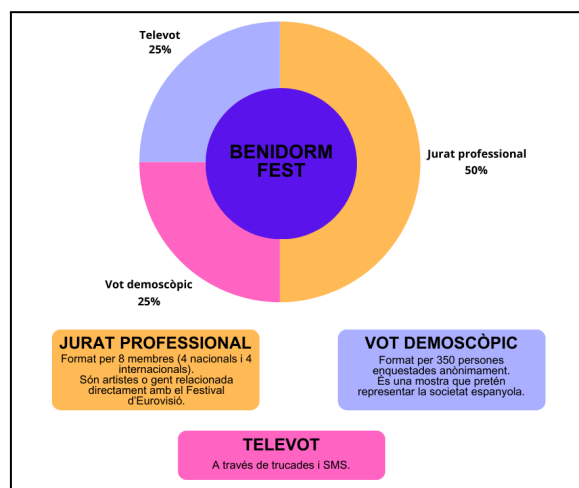 Televot
25%
BENIDORM
FEST
Jurat professional
50%
Vot demoscòpic
25%
JURAT PROFESSIONAL
Format per 8 membres (4 nacionals i 4
internacionals).
Són artistes o gent relacionada
directament amb el Festival
d'Eurovisió.
VOT DEMOSCÒPIC
Format per 350 persones
enquestades anònimament.
És una mostra que pretén
representar la societat espanyola.
TELEVOT
A través de trucades i SMS.